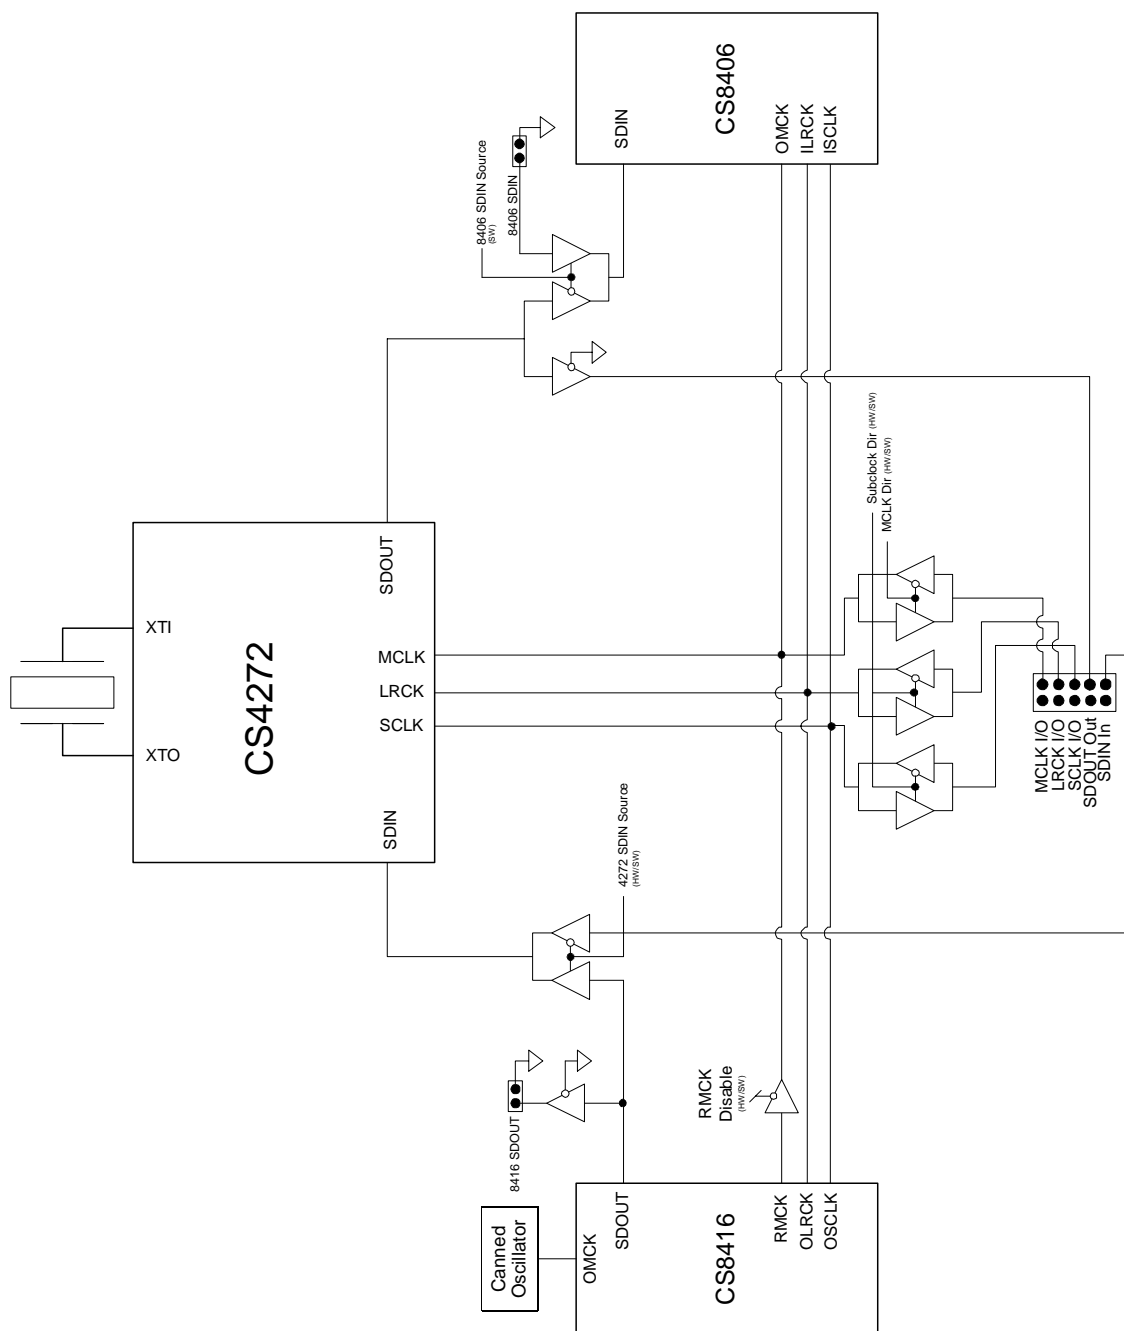 CS8406
SDIN
OMCK
ILRCK
ISCLK
8406 SDIN Source
(SW)
8406 SDIN
Subclock Dir (HW/SW)
MCLK Dir (HW/SW)
CS4272
XTI
XTO
SDOUT
MCLK
LRCK
SCLK
SDIN
MCLK I/O
LRCK I/O
SCLK I/O
SDOUT Out
SDIN In
4272 SDIN Source
(HW/SW)
RMCK
Disable
(HW/SW)
8416 SDOUT
Canned
Oscillator
CS8416
OMCK
SDOUT
RMCK
OLRCK
OSCLK